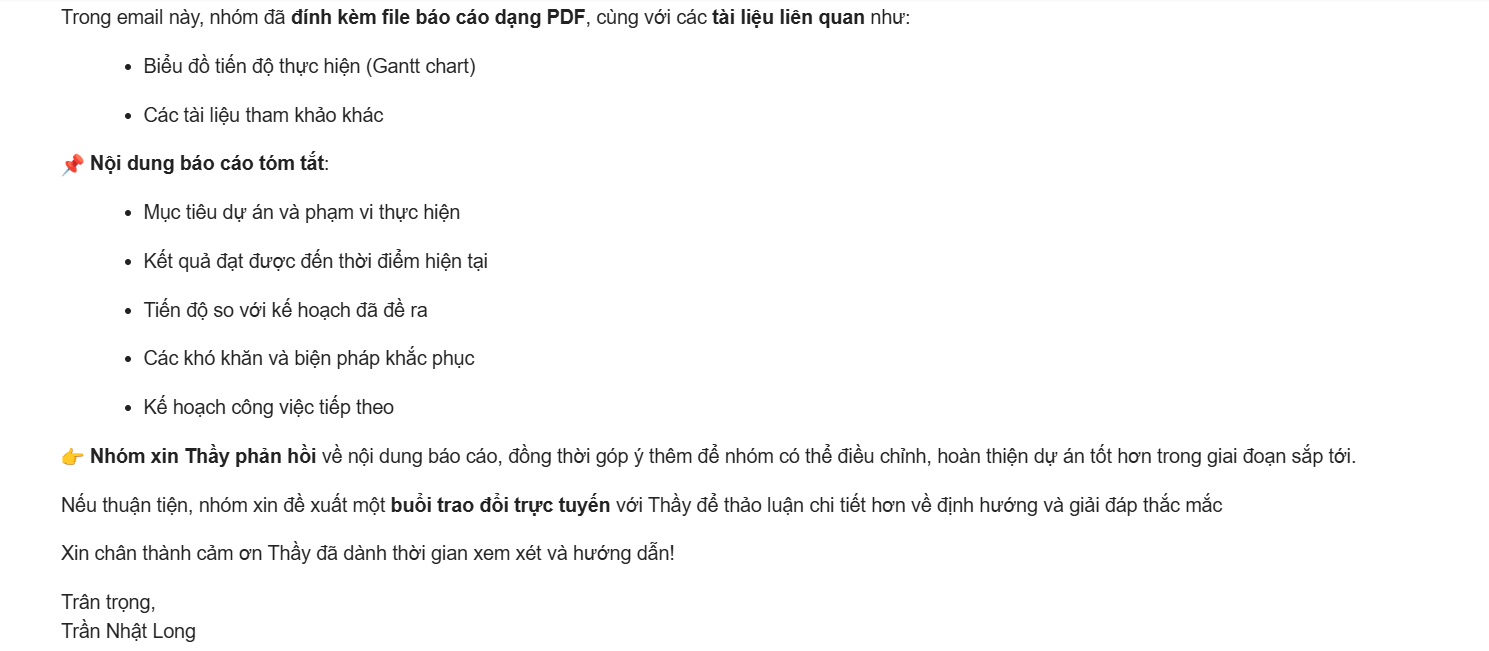 Trong email này, nhóm đã đính kèm file báo cáo dạng PDF, cùng với các tài liệu liên quan như:
• Biểu đồ tiến độ thực hiện (Gantt chart)
• Các tài liệu tham khảo khác
📌 Nội dung báo cáo tóm tắt:
• Mục tiêu dự án và phạm vi thực hiện
• Kết quả đạt được đến thời điểm hiện tại
• Tiến độ so với kế hoạch đã đề ra
• Các khó khăn và biện pháp khắc phục
• Kế hoạch công việc tiếp theo
👉 Nhóm xin Thầy phản hồi về nội dung báo cáo, đồng thời góp ý thêm để nhóm có thể điều chỉnh, hoàn thiện dự án tốt hơn trong giai đoạn sắp tới.
Nếu thuận tiện, nhóm xin đề xuất một buổi trao đổi trực tuyến với Thầy để thảo luận chi tiết hơn về định hướng và giải đáp thắc mắc
Xin chân thành cảm ơn Thầy đã dành thời gian xem xét và hướng dẫn!
Trân trọng,
Trần Nhật Long